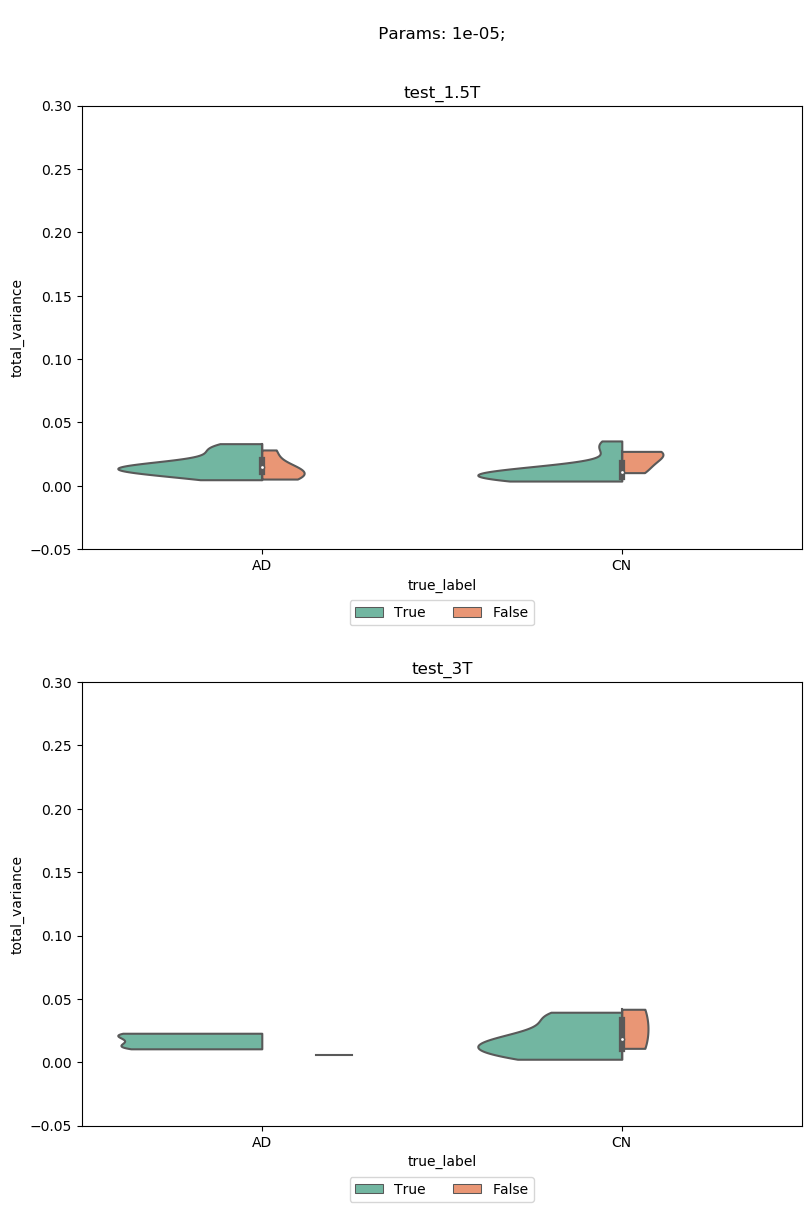 Params: 1e-05;
test_1.5T
0.30
0.25
0.20
0.15
0.10
0.05
0.00
−0.05
total_variance
AD CN
true_label
True False
test_3T
0.30
0.25
0.20
0.15
0.10
0.05
0.00
−0.05
total_variance
AD CN
true_label
True False